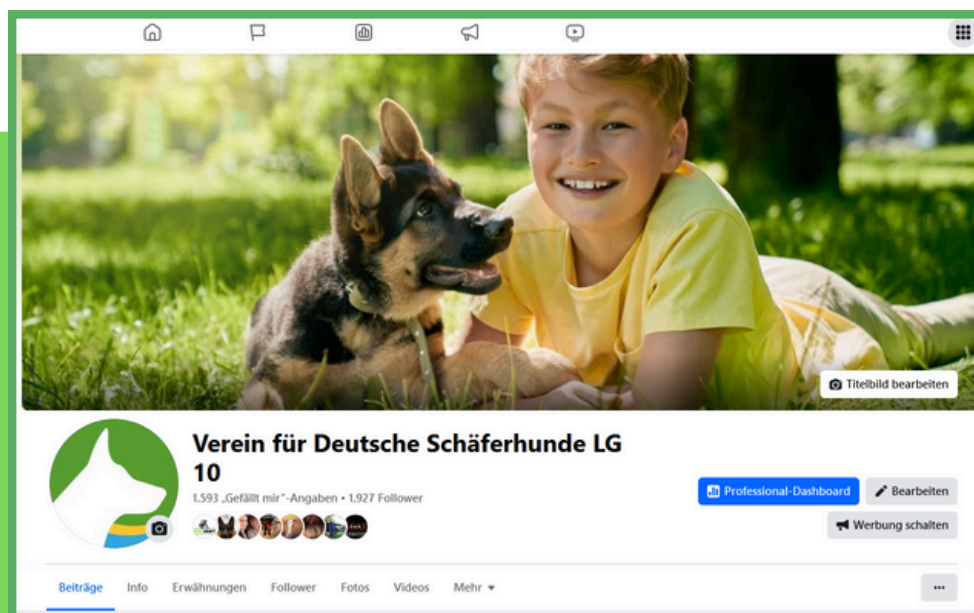 Titelbild bearbeiten
Verein für Deutsche Schäferhunde LG
10
1.593 „Gefällt mir“-Angaben • 1.927 Follower
Professional-Dashboard
Bearbeiten
Werbung schalten
Beiträge Info Erwähnungen Follower Fotos Videos Mehr